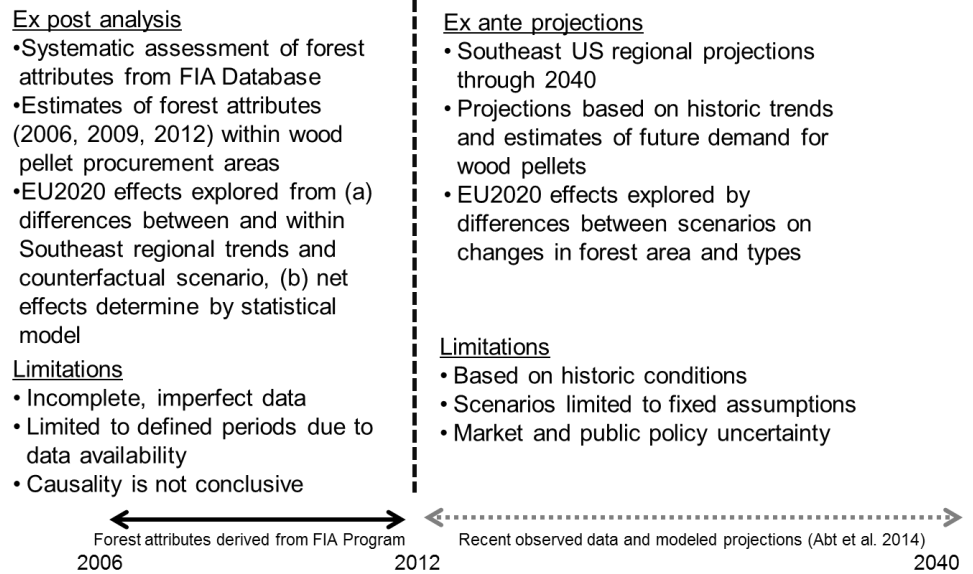 Ex post analysis
•Systematic assessment of forest
attributes from FIA Database
•Estimates of forest attributes
(2006, 2009, 2012) within wood
pellet procurement areas
•EU2020 effects explored from (a)
differences between and within
Southeast regional trends and
counterfactual scenario, (b) net
effects determine by statistical
model
Limitations
• Incomplete, imperfect data
• Limited to defined periods due to
data availability
• Causality is not conclusive
Ex ante projections
• Southeast US regional projections
through 2040
• Projections based on historic trends
and estimates of future demand for
wood pellets
• EU2020 effects explored by
differences between scenarios on
changes in forest area and types
Limitations
• Based on historic conditions
• Scenarios limited to fixed assumptions
• Market and public policy uncertainty
Forest attributes derived from FIA Program
Recent observed data and modeled projections (Abt et al. 2014)
2006
2012
2040